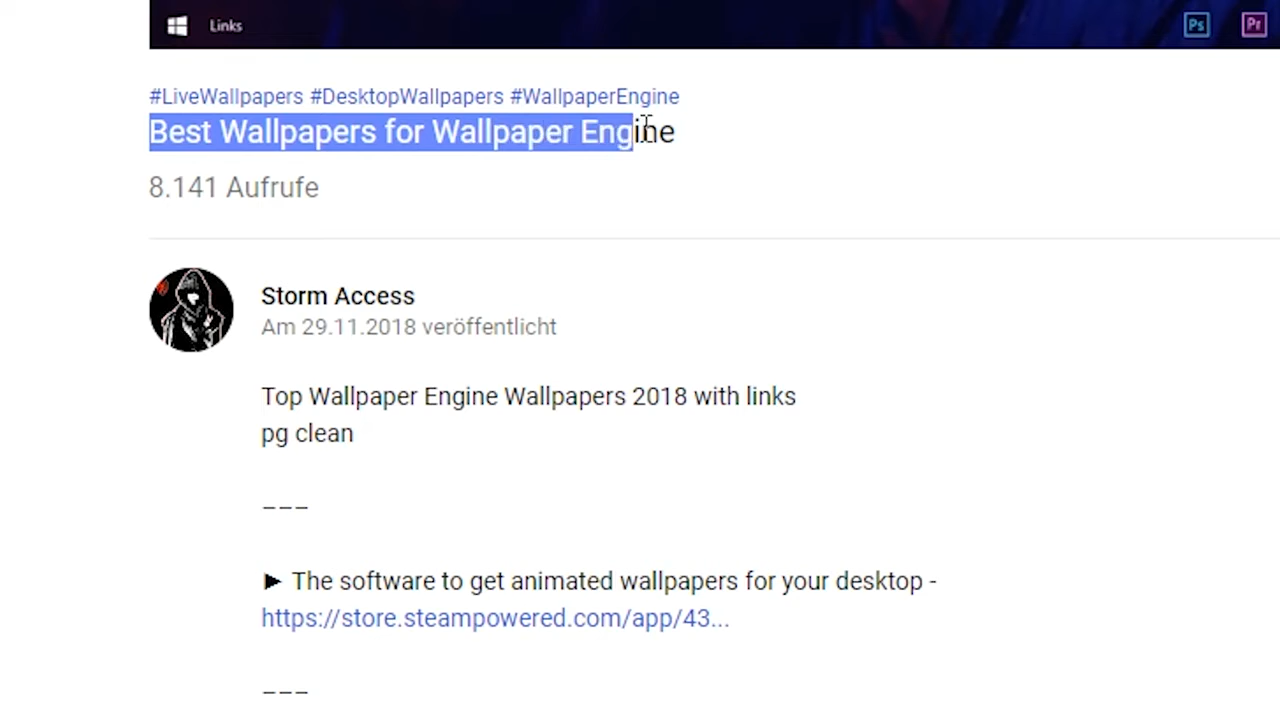 Links
Ps Pr
#LiveWallpapers #DesktopWallpapers #WallpaperEngine
Best Wallpapers for Wallpaper Engine
8.141 Aufrufe
Storm Access
Am 29.11.2018 veröffentlicht
Top Wallpaper Engine Wallpapers 2018 with links
pg clean
---
► The software to get animated wallpapers for your desktop -
https://store.steampowered.com/app/43...
---